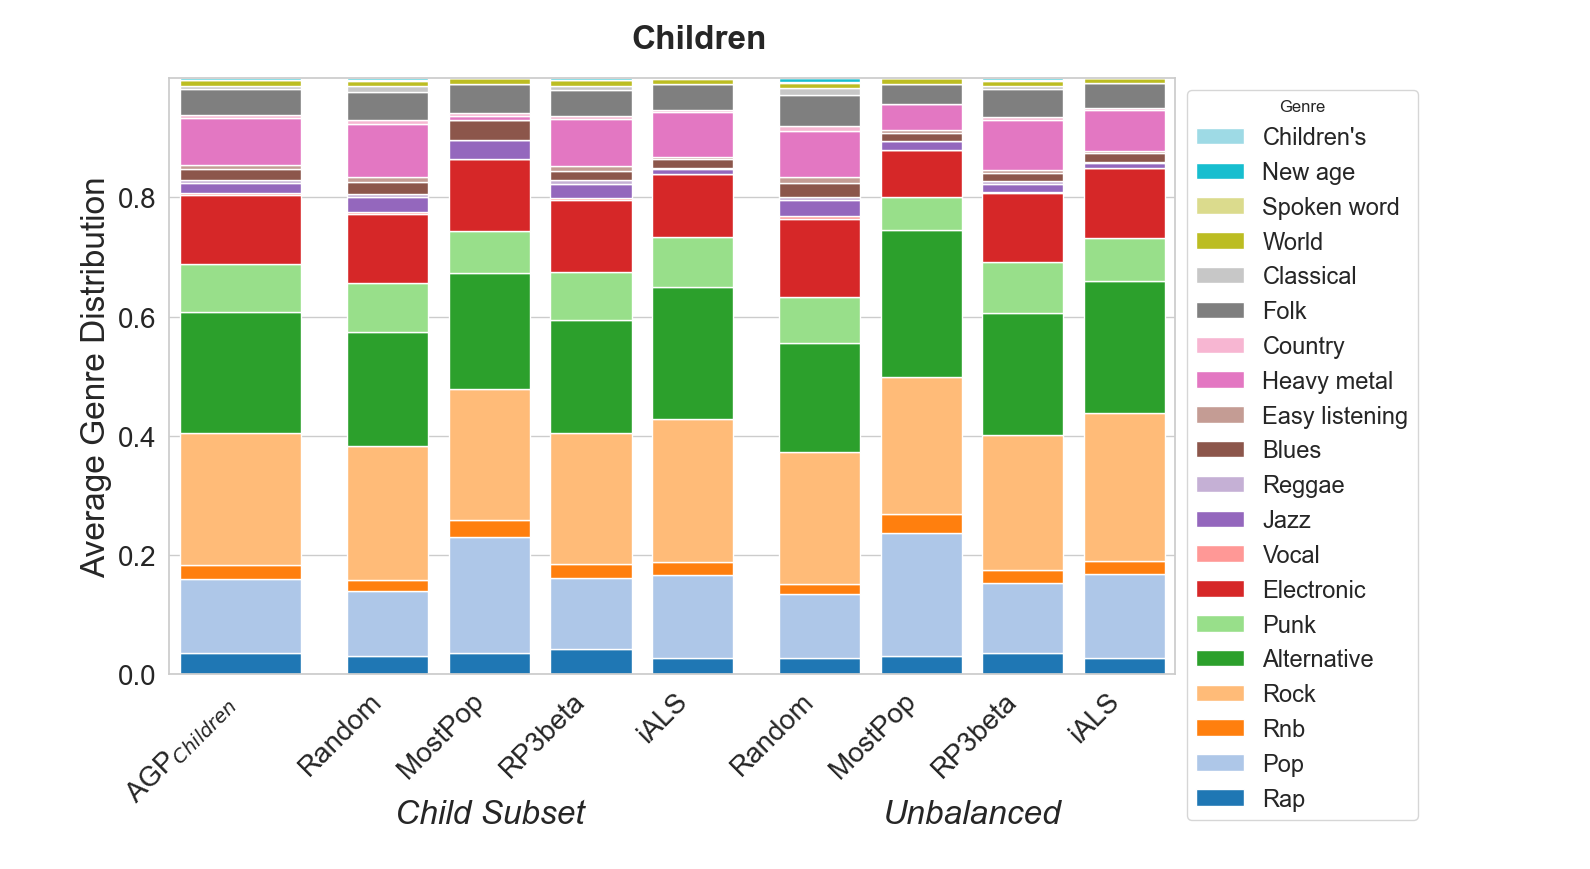 Children
Average Genre Distribution
0.8
0.6
0.4
0.2
0.0
AGP_Children
Random
MostPop
RP3beta
iALS
Random
MostPop
RP3beta
iALS
Child Subset
Unbalanced
Genre
Children's
New age
Spoken word
World
Classical
Folk
Country
Heavy metal
Easy listening
Blues
Reggae
Jazz
Vocal
Electronic
Punk
Alternative
Rock
Rnb
Pop
Rap